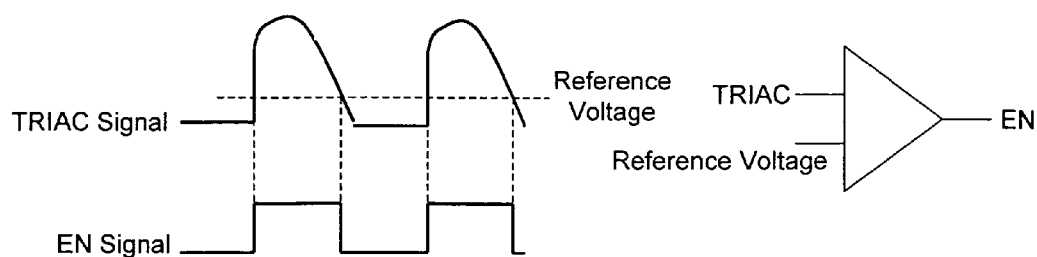 Reference
Voltage
TRIAC Signal
EN Signal
TRIAC
EN
Reference Voltage